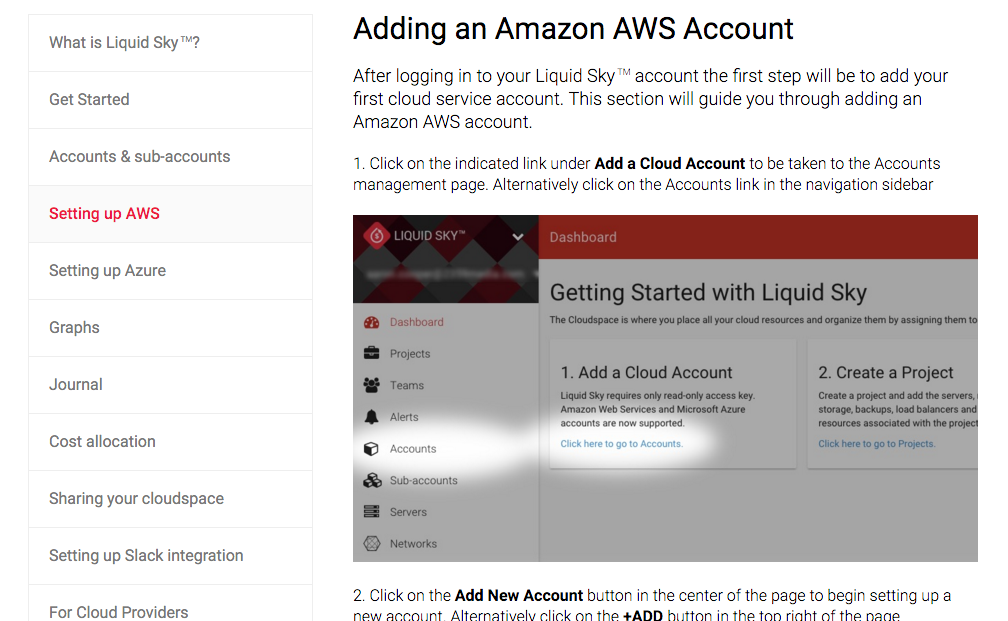 What is Liquid Sky™?
Get Started
Accounts & sub-accounts
Setting up AWS
Setting up Azure
Graphs
Journal
Cost allocation
Sharing your cloudspace
Setting up Slack integration
For Cloud Providers
Adding an Amazon AWS Account
After logging in to your Liquid Sky™ account the first step will be to add your
first cloud service account. This section will guide you through adding an
Amazon AWS account.
1. Click on the indicated link under Add a Cloud Account to be taken to the Accounts
management page. Alternatively click on the Accounts link in the navigation sidebar
LIQUID SKY™
Dashboard
Projects
Teams
Alerts
Accounts
Sub-accounts
Servers
Networks
Dashboard
Getting Started with Liquid Sky
The Cloudspace is where you place all your cloud resources and organize them by assigning them to
1. Add a Cloud Account
Liquid Sky requires only read-only access key.
Amazon Web Services and Microsoft Azure
accounts are now supported.
Click here to go to Accounts.
2. Create a Project
Create a project and add the servers,
storage, backups, load balancers and
resources associated with the project
Click here to go to Projects.
2. Click on the Add New Account button in the center of the page to begin setting up a
new account. Alternatively click on the +ADD button in the top right of the page